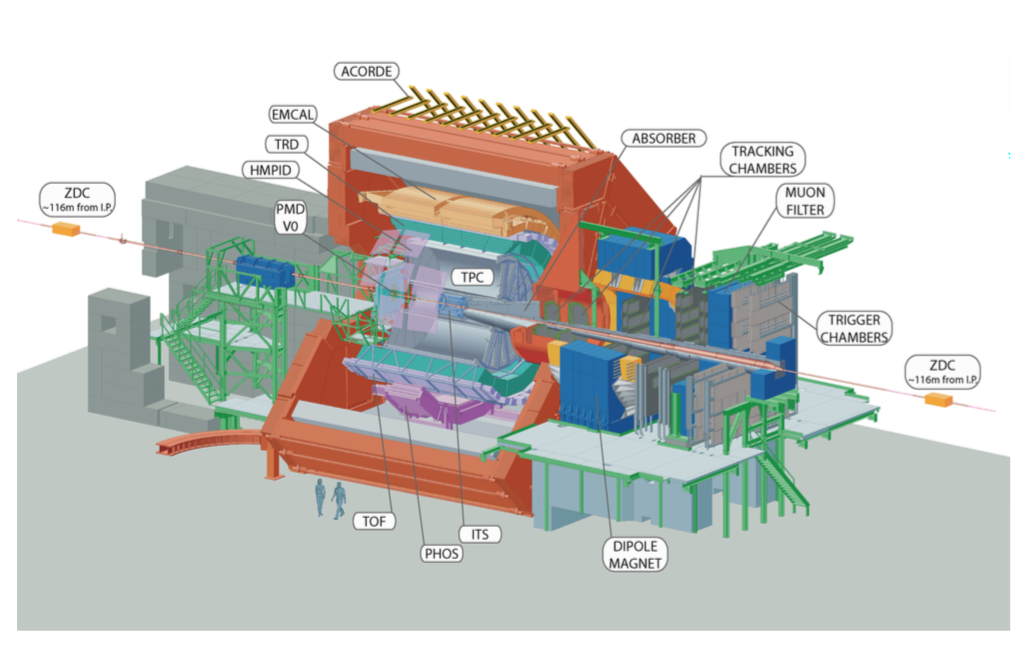 ACORDE
EMCAL
TRD
HMPID
PMD
V0
ZDC
~116m from I.P.
ABSORBER
TRACKING
CHAMBERS
MUON
FILTER
TPC
TRIGGER
CHAMBERS
ZDC
~116m from I.P.
TOF
PHOS
ITS
DIPOLE
MAGNET